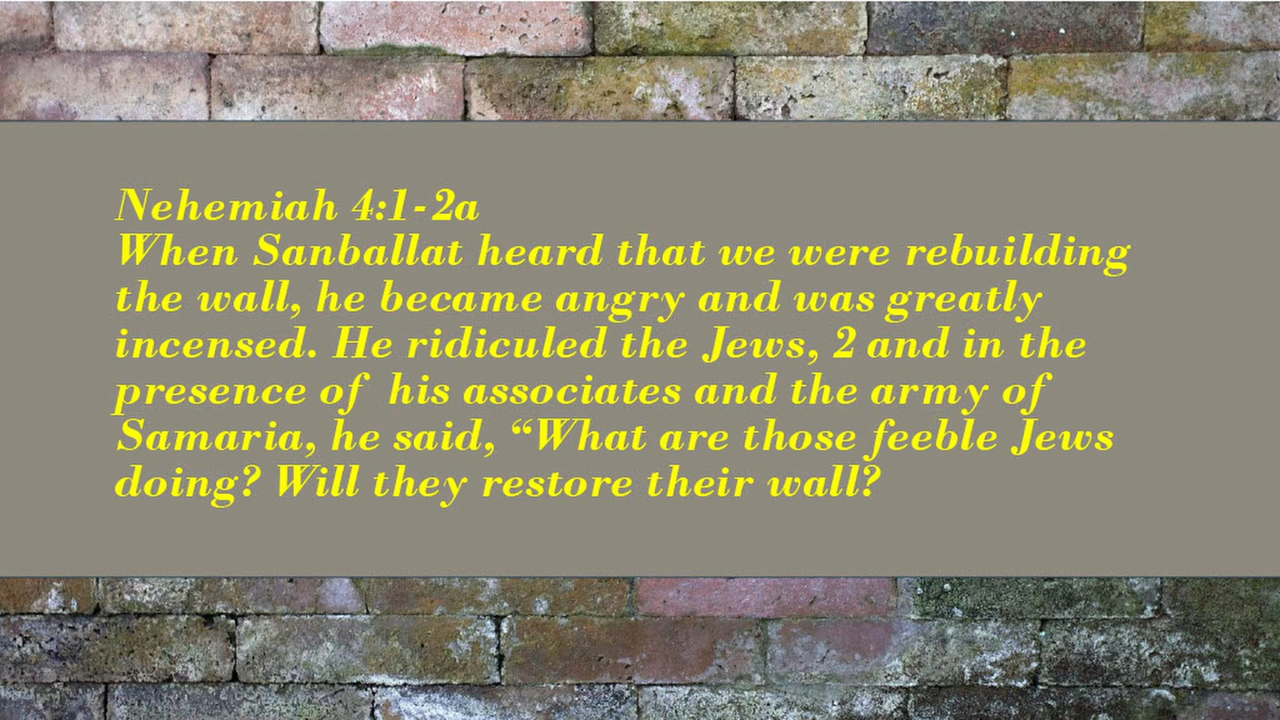 Nehemiah 4:1-2a
When Sanballat heard that we were rebuilding
the wall, he became angry and was greatly
incensed. He ridiculed the Jews, 2 and in the
presence of  his associates and the army of
Samaria, he said, “What are those feeble Jews
doing? Will they restore their wall?